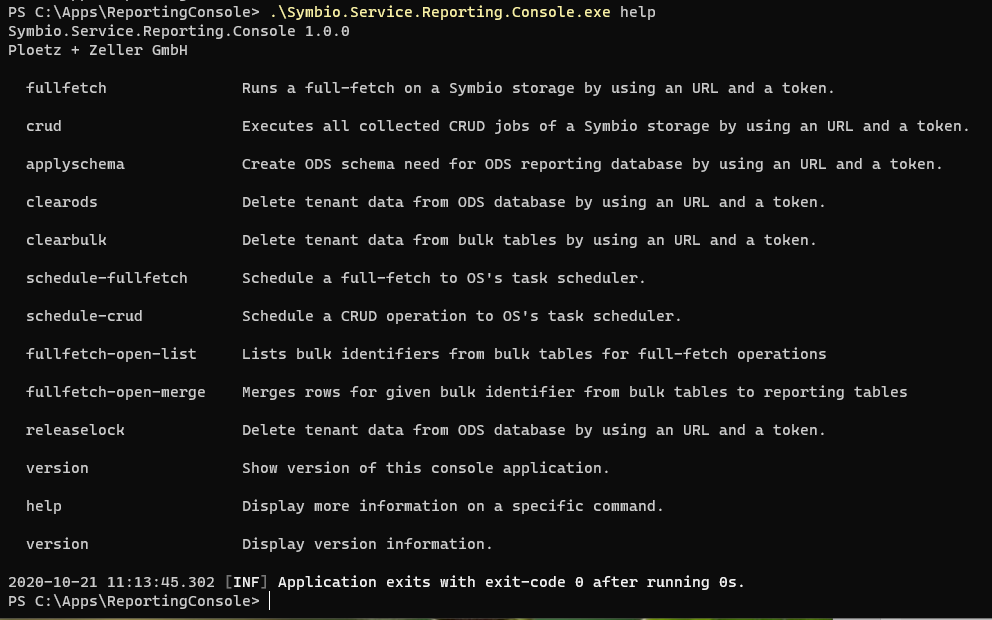 PS C:\Apps\ReportingConsole> .\Symbio.Service.Reporting.Console.exe help
Symbio.Service.Reporting.Console 1.0.0
Ploetz + Zeller GmbH
fullfetch Runs a full-fetch on a Symbio storage by using an URL and a token.
crud Executes all collected CRUD jobs of a Symbio storage by using an URL and a token.
applyschema Create ODS schema need for ODS reporting database by using an URL and a token.
clearods Delete tenant data from ODS database by using an URL and a token.
clearbulk Delete tenant data from bulk tables by using an URL and a token.
schedule-fullfetch Schedule a full-fetch to OS's task scheduler.
schedule-crud Schedule a CRUD operation to OS's task scheduler.
fullfetch-open-list Lists bulk identifiers from bulk tables for full-fetch operations
fullfetch-open-merge Merges rows for given bulk identifier from bulk tables to reporting tables
releaselock Delete tenant data from ODS database by using an URL and a token.
version Show version of this console application.
help Display more information on a specific command.
version Display version information.
2020-10-21 11:13:45.302 [INF] Application exits with exit-code 0 after running 0s.
PS C:\Apps\ReportingConsole>